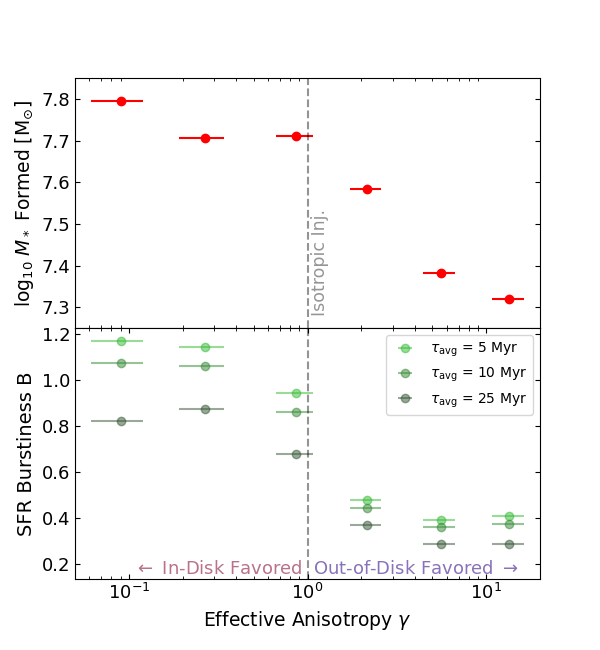 log₁₀ M* Formed [M⊙]
7.8
7.7
7.6
7.5
7.4
7.3
Isotropic Inj.
SFR Burstiness B
1.2
1.0
0.8
0.6
0.4
0.2
τavg = 5 Myr
τavg = 10 Myr
τavg = 25 Myr
← In-Disk Favored Out-of-Disk Favored →
10⁻¹ 10⁰ 10¹
Effective Anisotropy γ